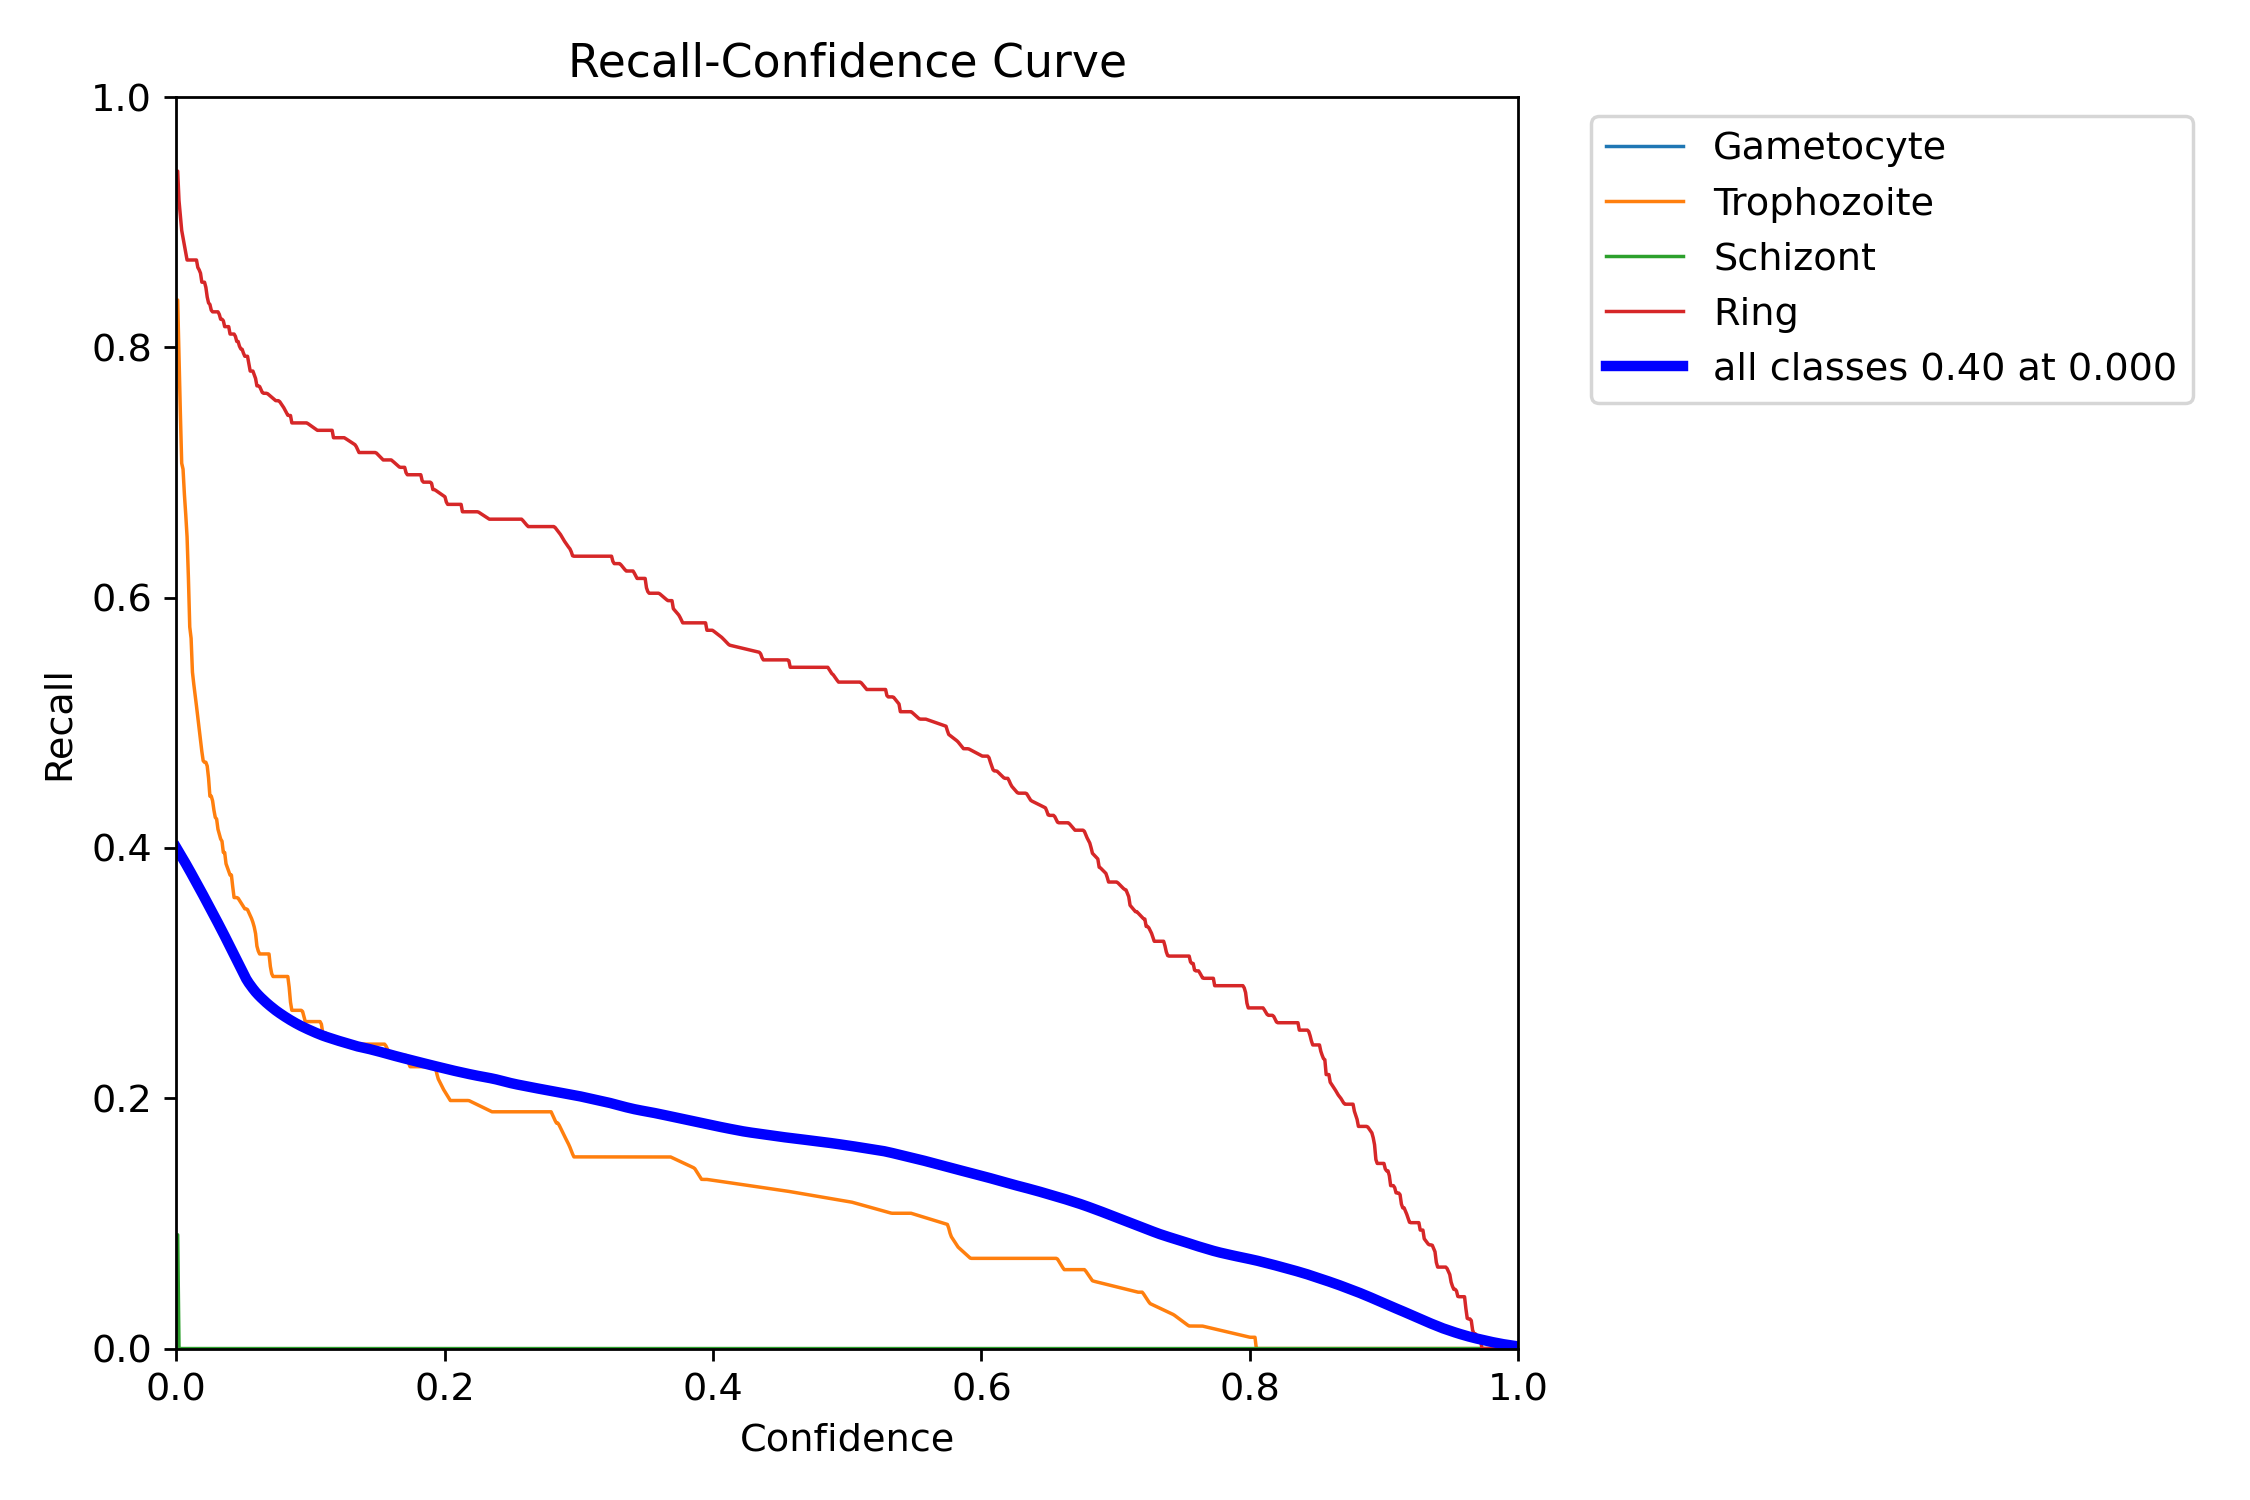 Recall-Confidence Curve
1.0
0.8
0.6
0.4
0.2
0.0
Recall
0.0 0.2 0.4 0.6 0.8 1.0
Confidence
Gametocyte
Trophozoite
Schizont
Ring
all classes 0.40 at 0.000